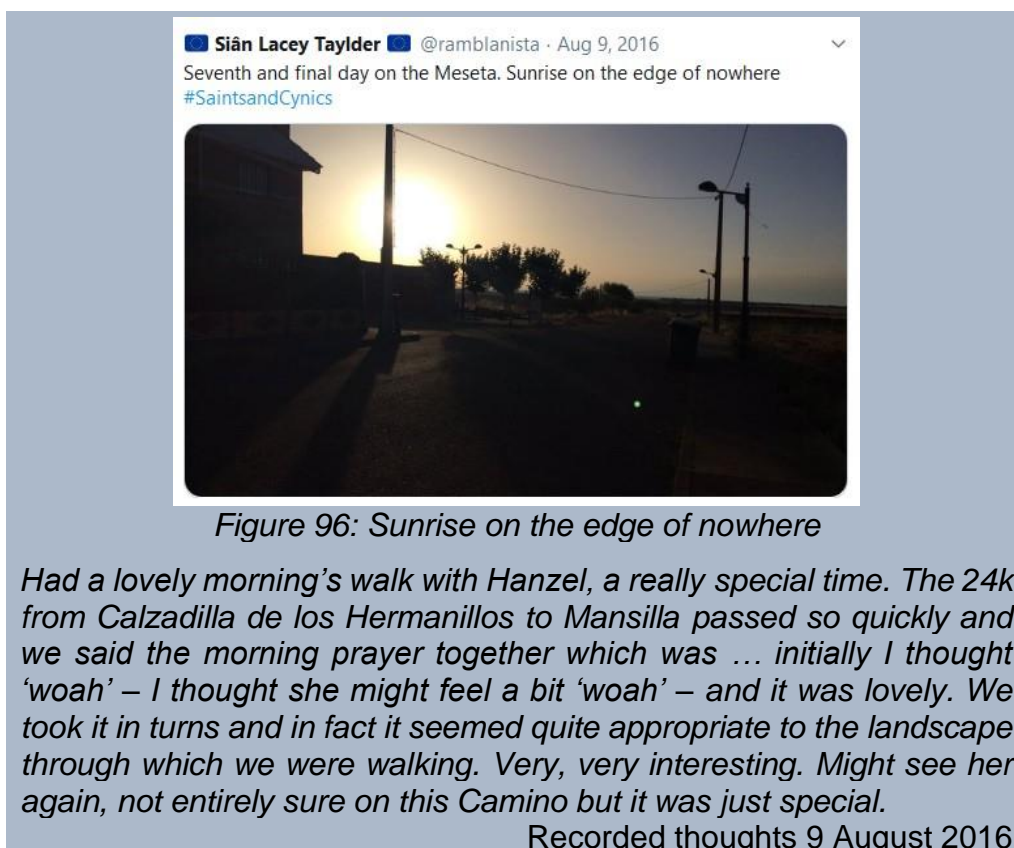 Siân Lacey Taylder @ramblanista · Aug 9, 2016
Seventh and final day on the Meseta. Sunrise on the edge of nowhere
#SaintsandCynics
Figure 96: Sunrise on the edge of nowhere
Had a lovely morning’s walk with Hanzel, a really special time. The 24k
from Calzadilla de los Hermanillos to Mansilla passed so quickly and
we said the morning prayer together which was … initially I thought
‘woah’ – I thought she might feel a bit ‘woah’ – and it was lovely. We
took it in turns and in fact it seemed quite appropriate to the landscape
through which we were walking. Very, very interesting. Might see her
again, not entirely sure on this Camino but it was just special.
Recorded thoughts 9 August 2016